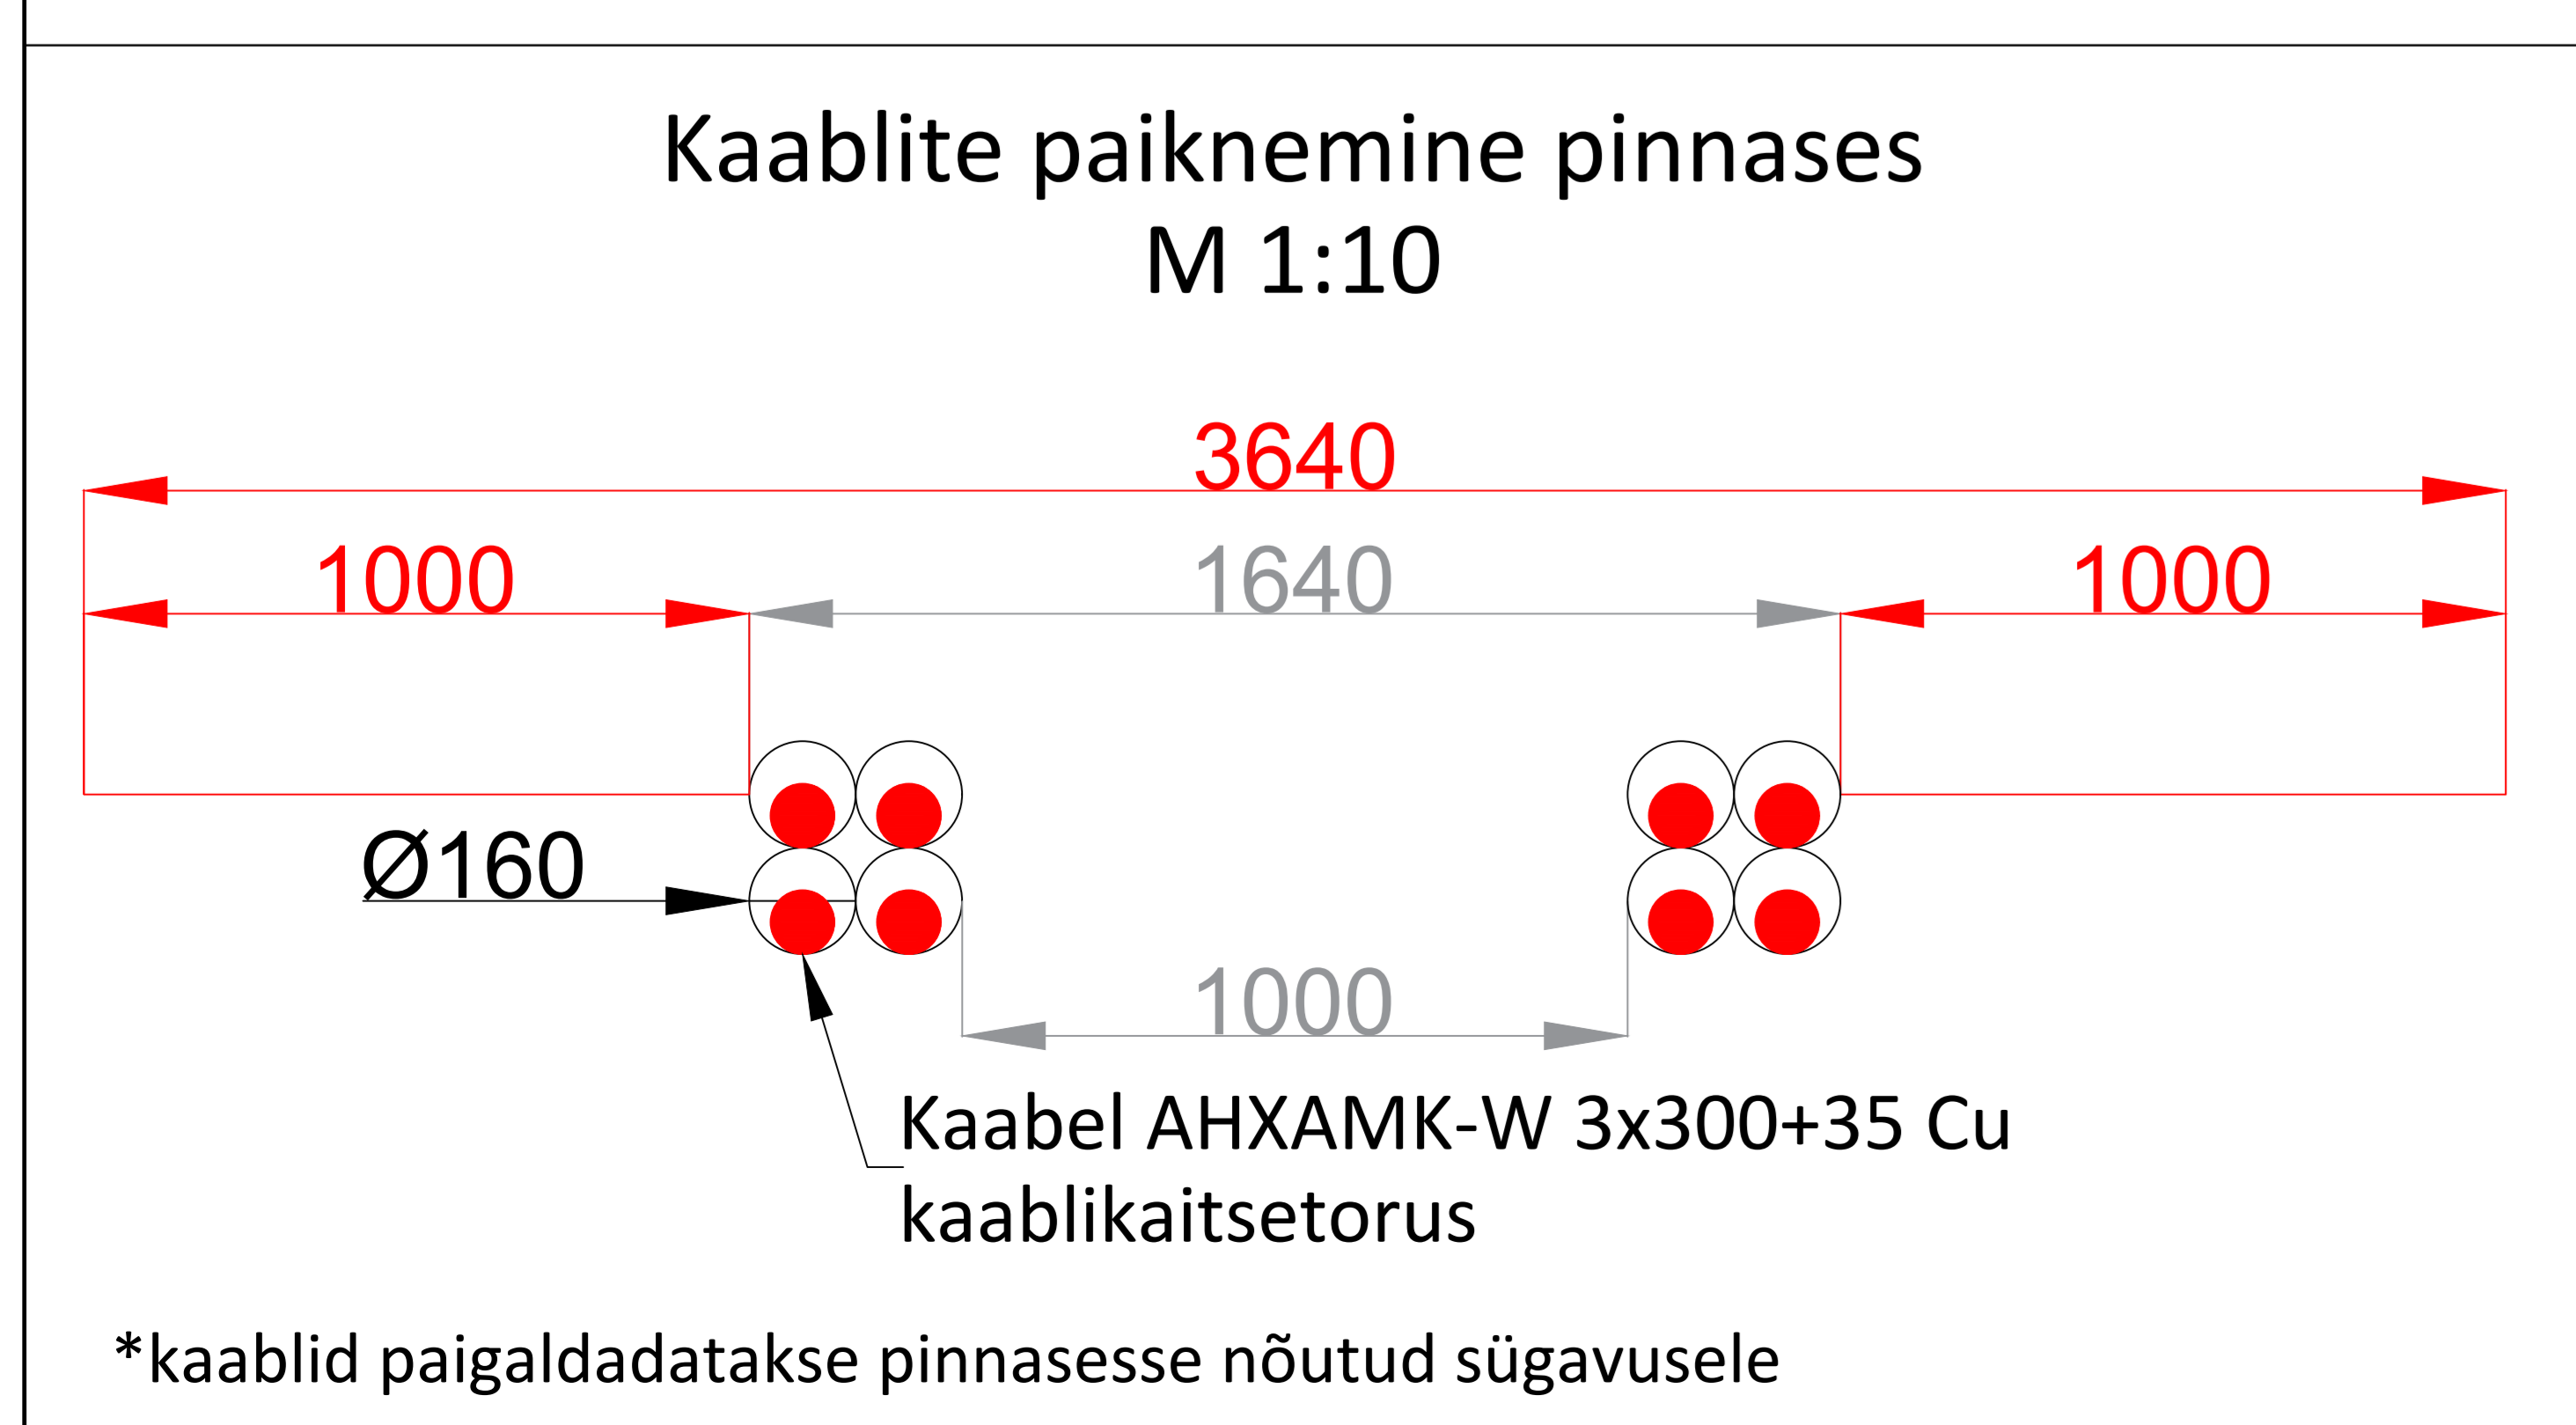 Kaablite paiknemine pinnases
M 1:10
3640
1000
1640
1000
Ø160
1000
Kaabel AHXAMK-W 3x300+35 Cu
kaablikaitsetorus
*kaablid paigaldadatakse pinnasesse nõutud sügavusele